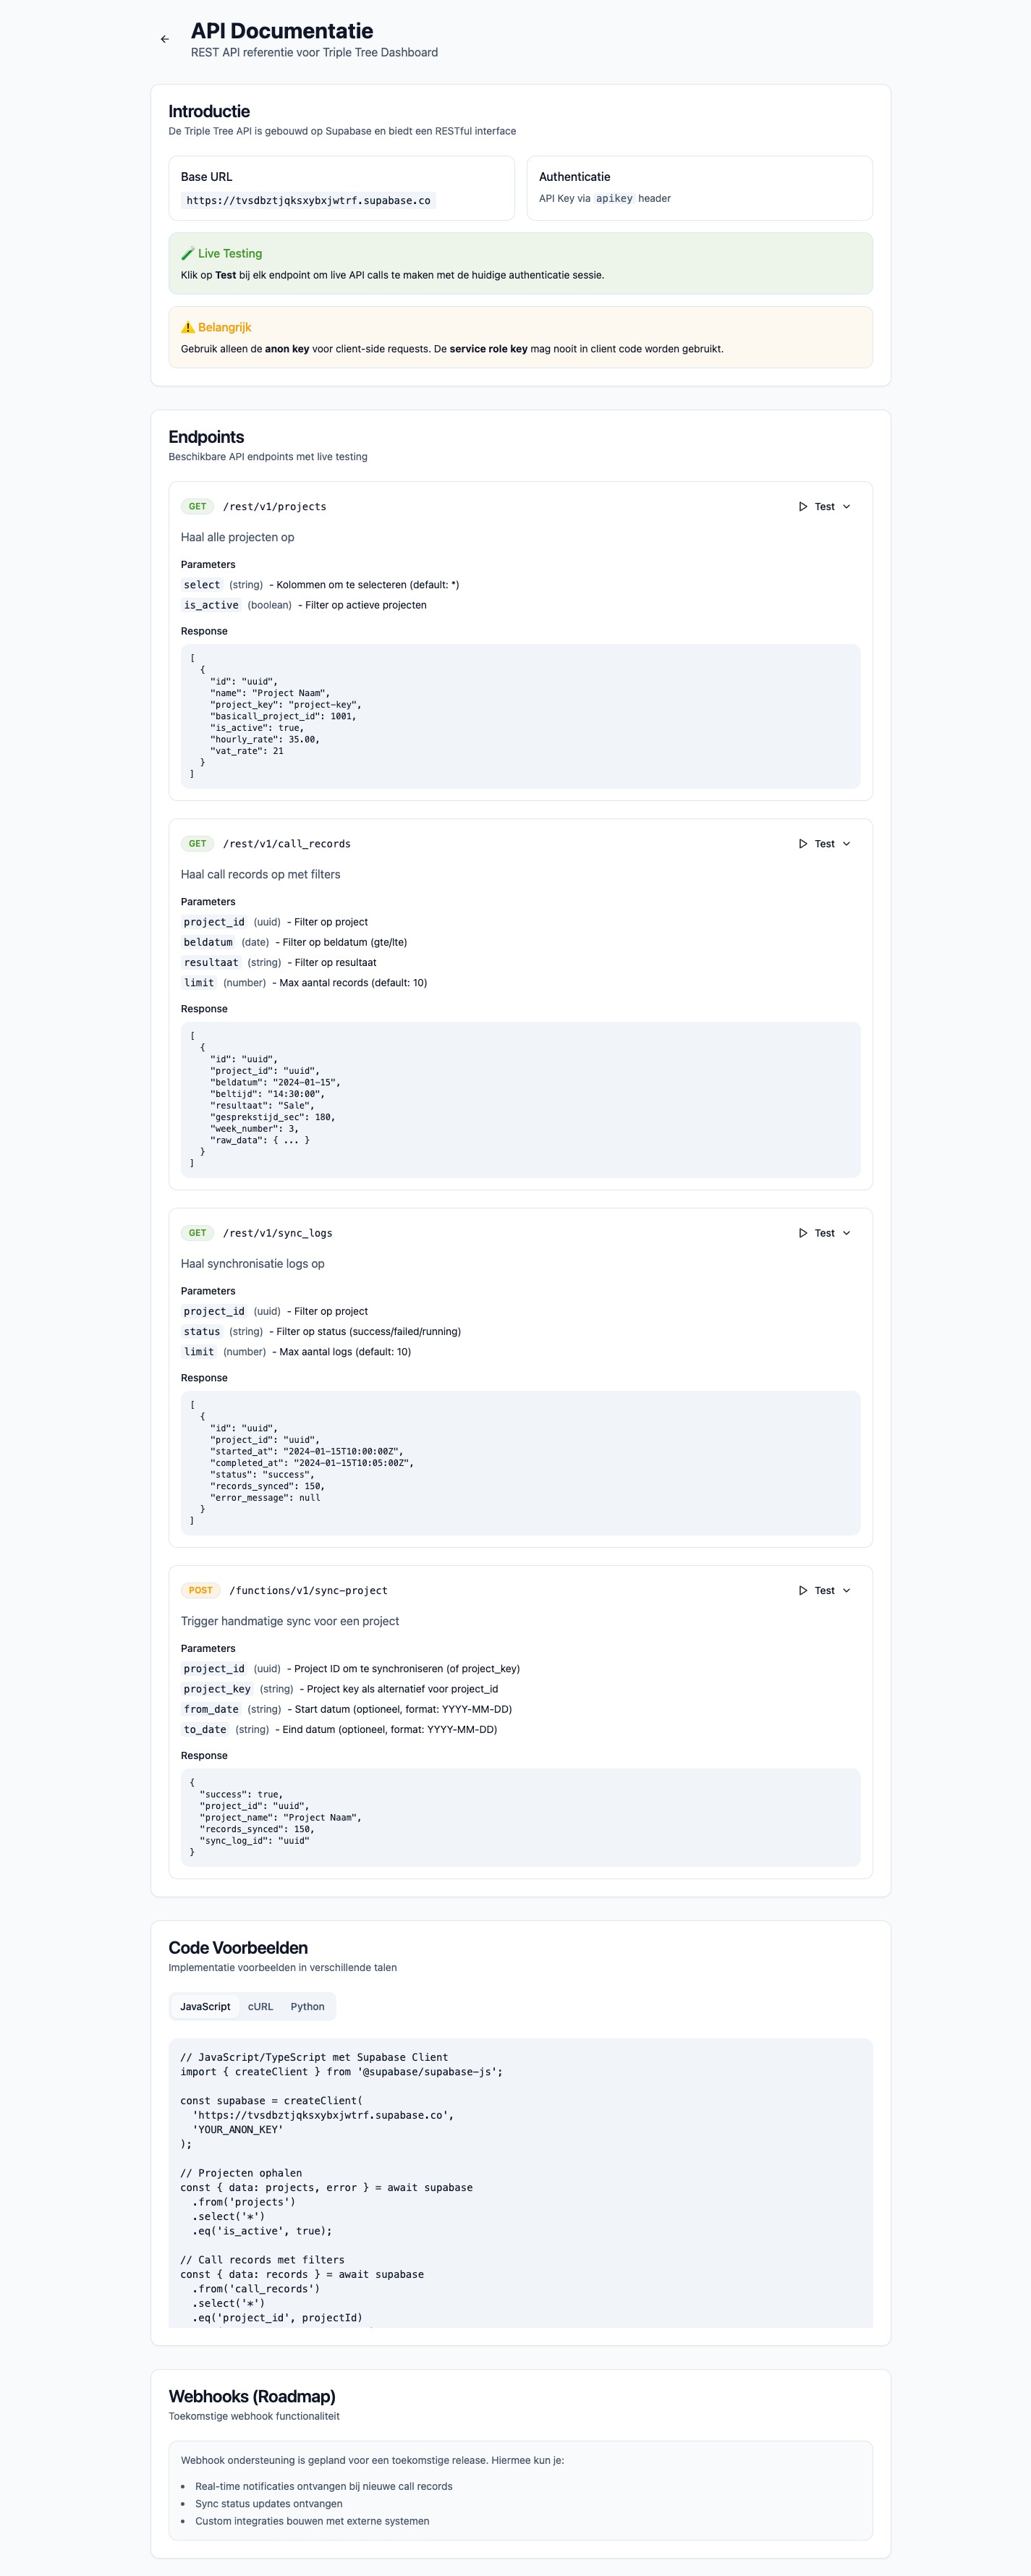 API Documentatie
REST API referentie voor Triple Tree Dashboard
Introductie
De Triple Tree API is gebouwd op Supabase en biedt een RESTful interface
Base URL
https://tvsdbztjqksxybxjwtrf.supabase.co
Authenticatie
API Key via apikey header
Live Testing
Klik op Test bij elk endpoint om live API calls te maken met de huidige authenticatie sessie.
Belangrijk
Gebruik alleen de anon key voor client-side requests. De service role key mag nooit in client code worden gebruikt.
Endpoints
Beschikbare API endpoints met live testing
GET /rest/v1/projects Test
Haal alle projecten op
Parameters
select (string) - Kolommen om te selecteren (default: *)
is_active (boolean) - Filter op actieve projecten
Response
[
{
"id": "uuid",
"name": "Project Naam",
"project_key": "project-key",
"basicall_project_id": 1001,
"is_active": true,
"hourly_rate": 35.00,
"vat_rate": 21
}
]
GET /rest/v1/call_records Test
Haal call records op met filters
Parameters
project_id (uuid) - Filter op project
beldatum (date) - Filter op beldatum (gte/lte)
resultaat (string) - Filter op resultaat
limit (number) - Max aantal records (default: 10)
Response
[
{
"id": "uuid",
"project_id": "uuid",
"beldatum": "2024-01-15",
"beltijd": "14:30:00",
"resultaat": "Sale",
"gesprekstijd_sec": 180,
"week_number": 3,
"raw_data": { ... }
}
]
GET /rest/v1/sync_logs Test
Haal synchronisatie logs op
Parameters
project_id (uuid) - Filter op project
status (string) - Filter op status (success/failed/running)
limit (number) - Max aantal logs (default: 10)
Response
[
{
"id": "uuid",
"project_id": "uuid",
"started_at": "2024-01-15T10:00:00Z",
"completed_at": "2024-01-15T10:05:00Z",
"status": "success",
"records_synced": 150,
"error_message": null
}
]
POST /functions/v1/sync-project Test
Trigger handmatige sync voor een project
Parameters
project_id (uuid) - Project ID om te synchroniseren (of project_key)
project_key (string) - Project key als alternatief voor project_id
from_date (string) - Start datum (optioneel, format: YYYY-MM-DD)
to_date (string) - Eind datum (optioneel, format: YYYY-MM-DD)
Response
{
"success": true,
"project_id": "uuid",
"project_name": "Project Naam",
"records_synced": 150,
"sync_log_id": "uuid"
}
Code Voorbeelden
Implementatie voorbeelden in verschillende talen
JavaScript cURL Python
// JavaScript/TypeScript met Supabase Client
import { createClient } from '@supabase/supabase-js';
const supabase = createClient(
'https://tvsdbztjqksxybxjwtrf.supabase.co',
'YOUR_ANON_KEY'
);
// Projecten ophalen
const { data: projects, error } = await supabase
.from('projects')
.select('*')
.eq('is_active', true);
// Call records met filters
const { data: records } = await supabase
.from('call_records')
.select('*')
.eq('project_id', projectId)
Webhooks (Roadmap)
Toekomstige webhook functionaliteit
Webhook ondersteuning is gepland voor een toekomstige release. Hiermee kun je:
• Real-time notificaties ontvangen bij nieuwe call records
• Sync status updates ontvangen
• Custom integraties bouwen met externe systemen